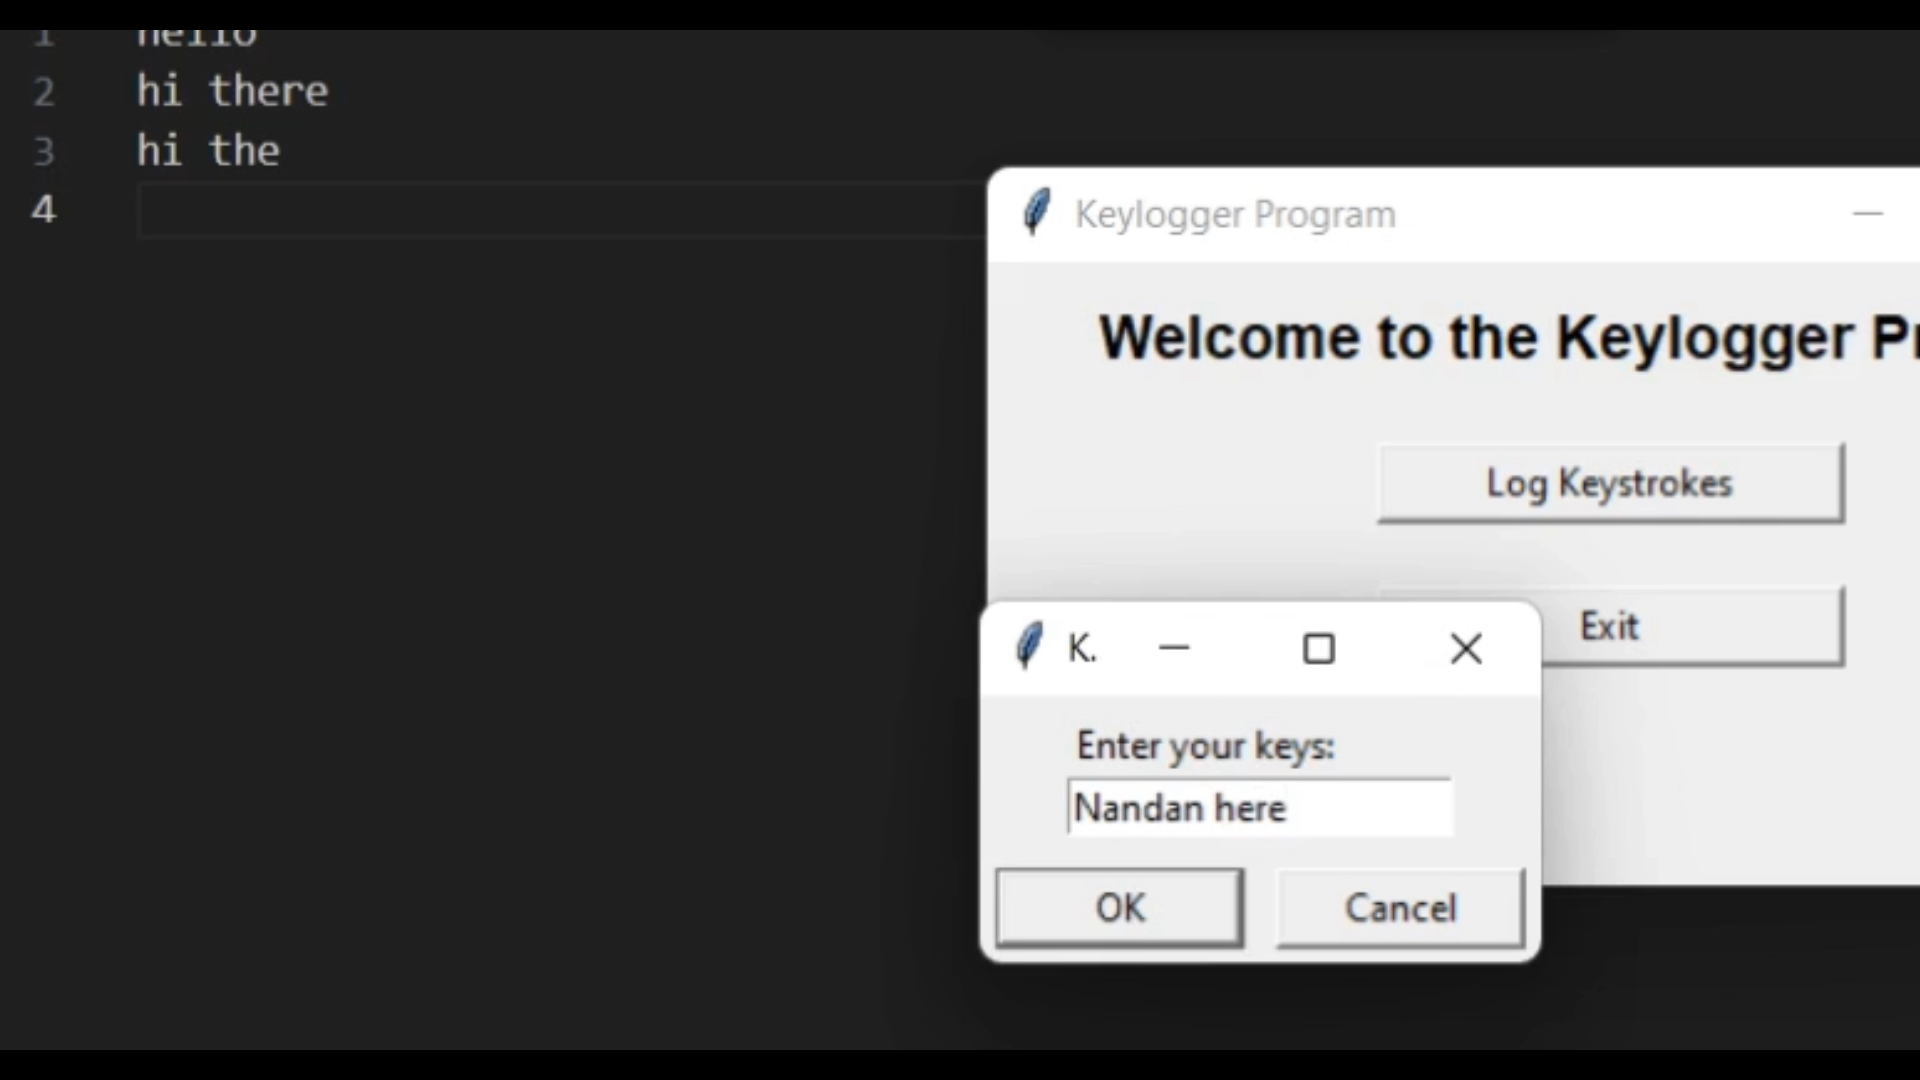 1 hello
2 hi there
3 hi the
4
Keylogger Program
Welcome to the Keylogger Pr
Log Keystrokes
Exit
K.
Enter your keys:
Nandan here
OK Cancel